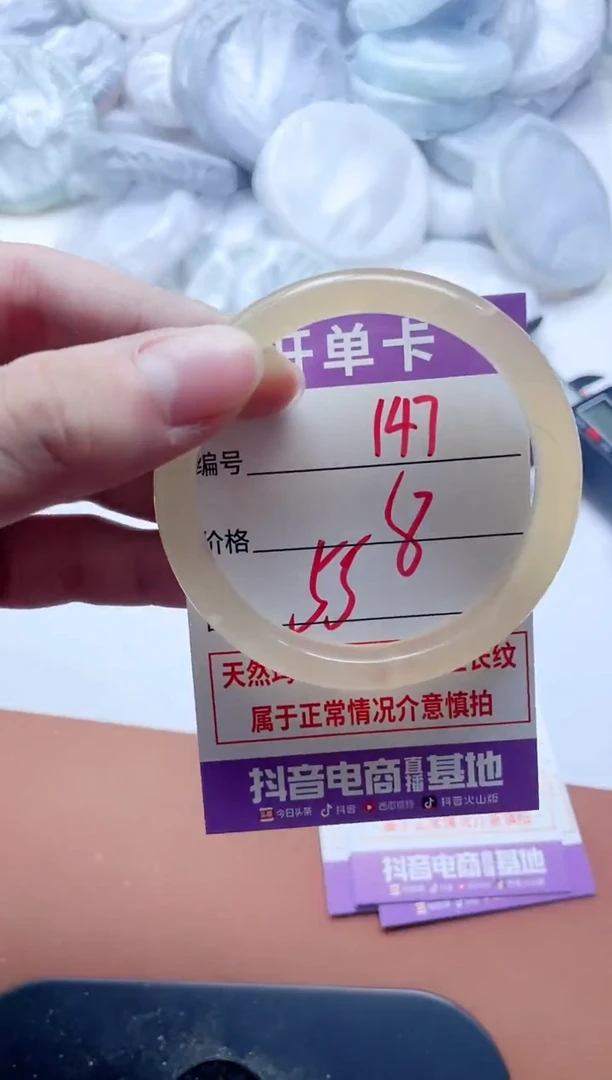 开单卡
编号 147
价格 8
55
天然 长纹
属于正常情况介意慎拍
抖音电商直播基地
今日头条 抖音 西瓜视频 抖音火山版
抖音电商直播基地